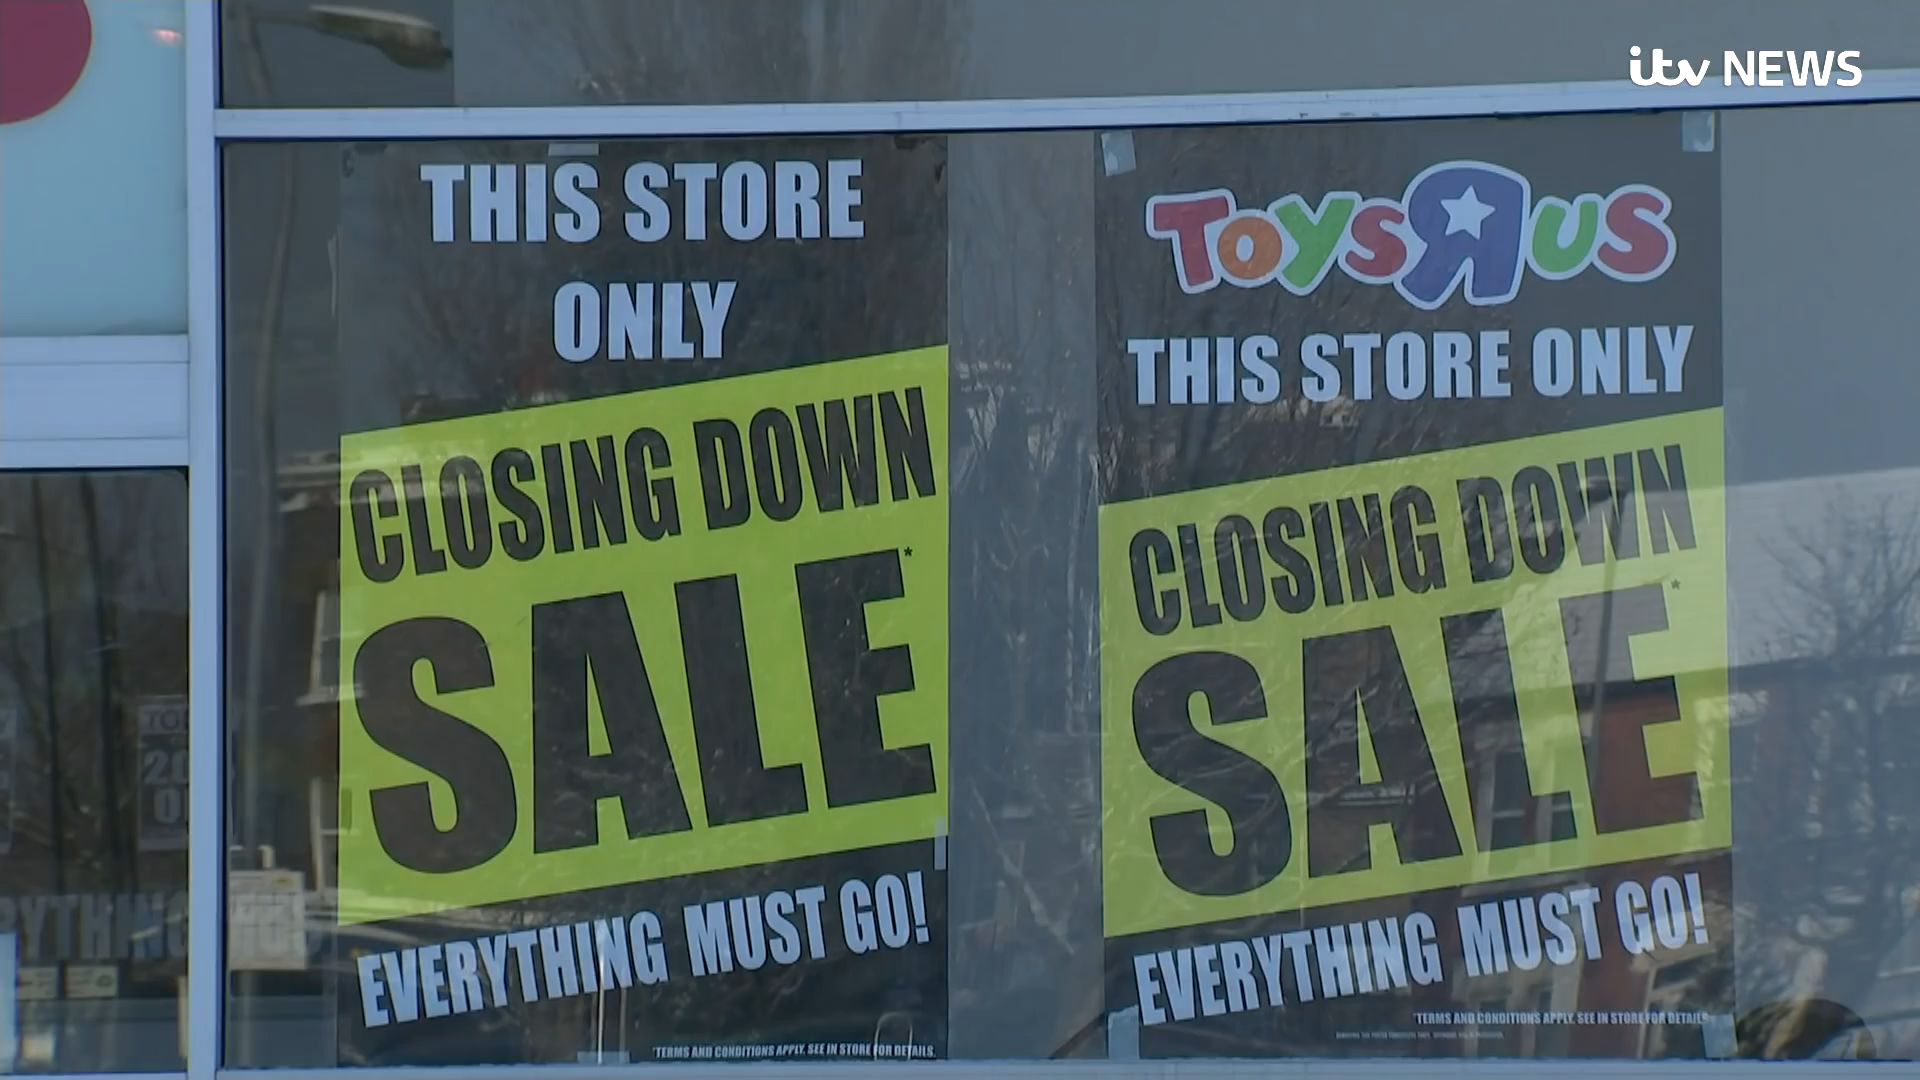 itv NEWS
THIS STORE
ONLY
CLOSING DOWN
SALE*
EVERYTHING MUST GO!
*TERMS AND CONDITIONS APPLY. SEE IN STORE FOR DETAILS.
TOYS Я US
THIS STORE ONLY
CLOSING DOWN
SALE*
EVERYTHING MUST GO!
*TERMS AND CONDITIONS APPLY. SEE IN STORE FOR DETAILS.